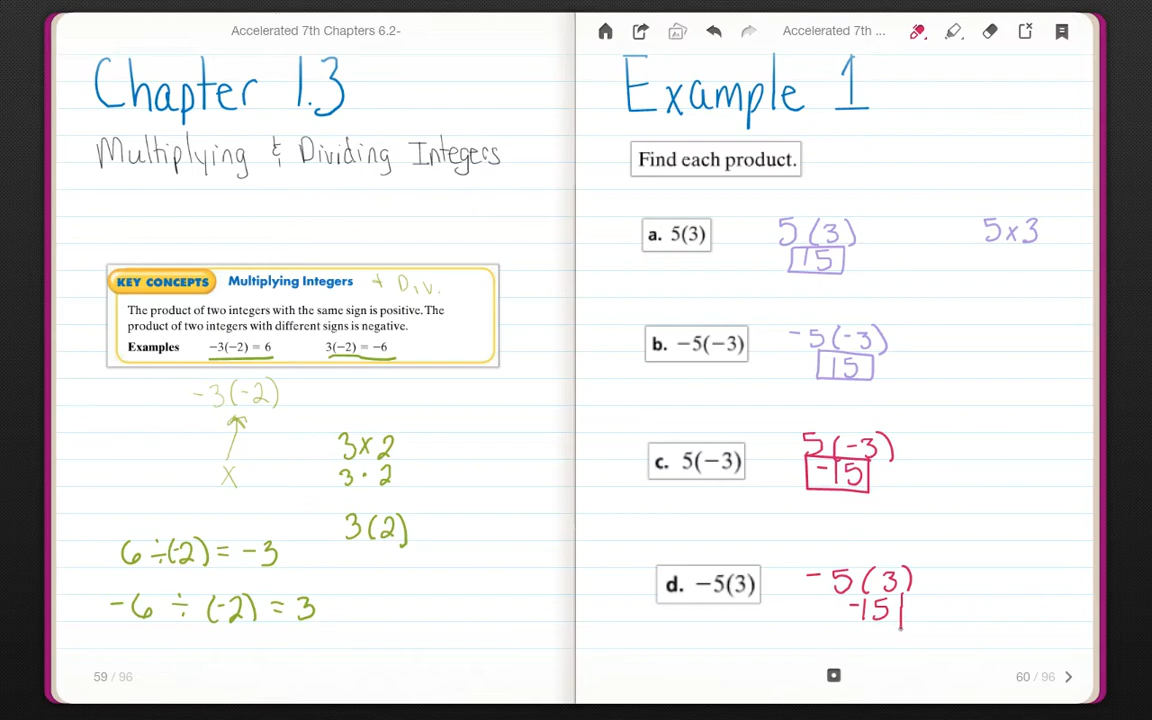 Accelerated 7th Chapters 6.2-
Chapter 1.3
Multiplying & Dividing Integers
KEY CONCEPTS Multiplying Integers + Div.
The product of two integers with the same sign is positive. The
product of two integers with different signs is negative.
Examples −3(−2) = 6 3(−2) = −6
-3(-2)
x
3x2
3·2
3(2)
6÷(-2) = -3
-6 ÷ (-2) = 3
59 / 96
Accelerated 7th ...
Example 1
Find each product.
a. 5(3) 5(3) 5x3
15
b. −5(−3) -5(-3)
15
c. 5(−3) 5(-3)
-15
d. −5(3) -5(3)
-15
60 / 96